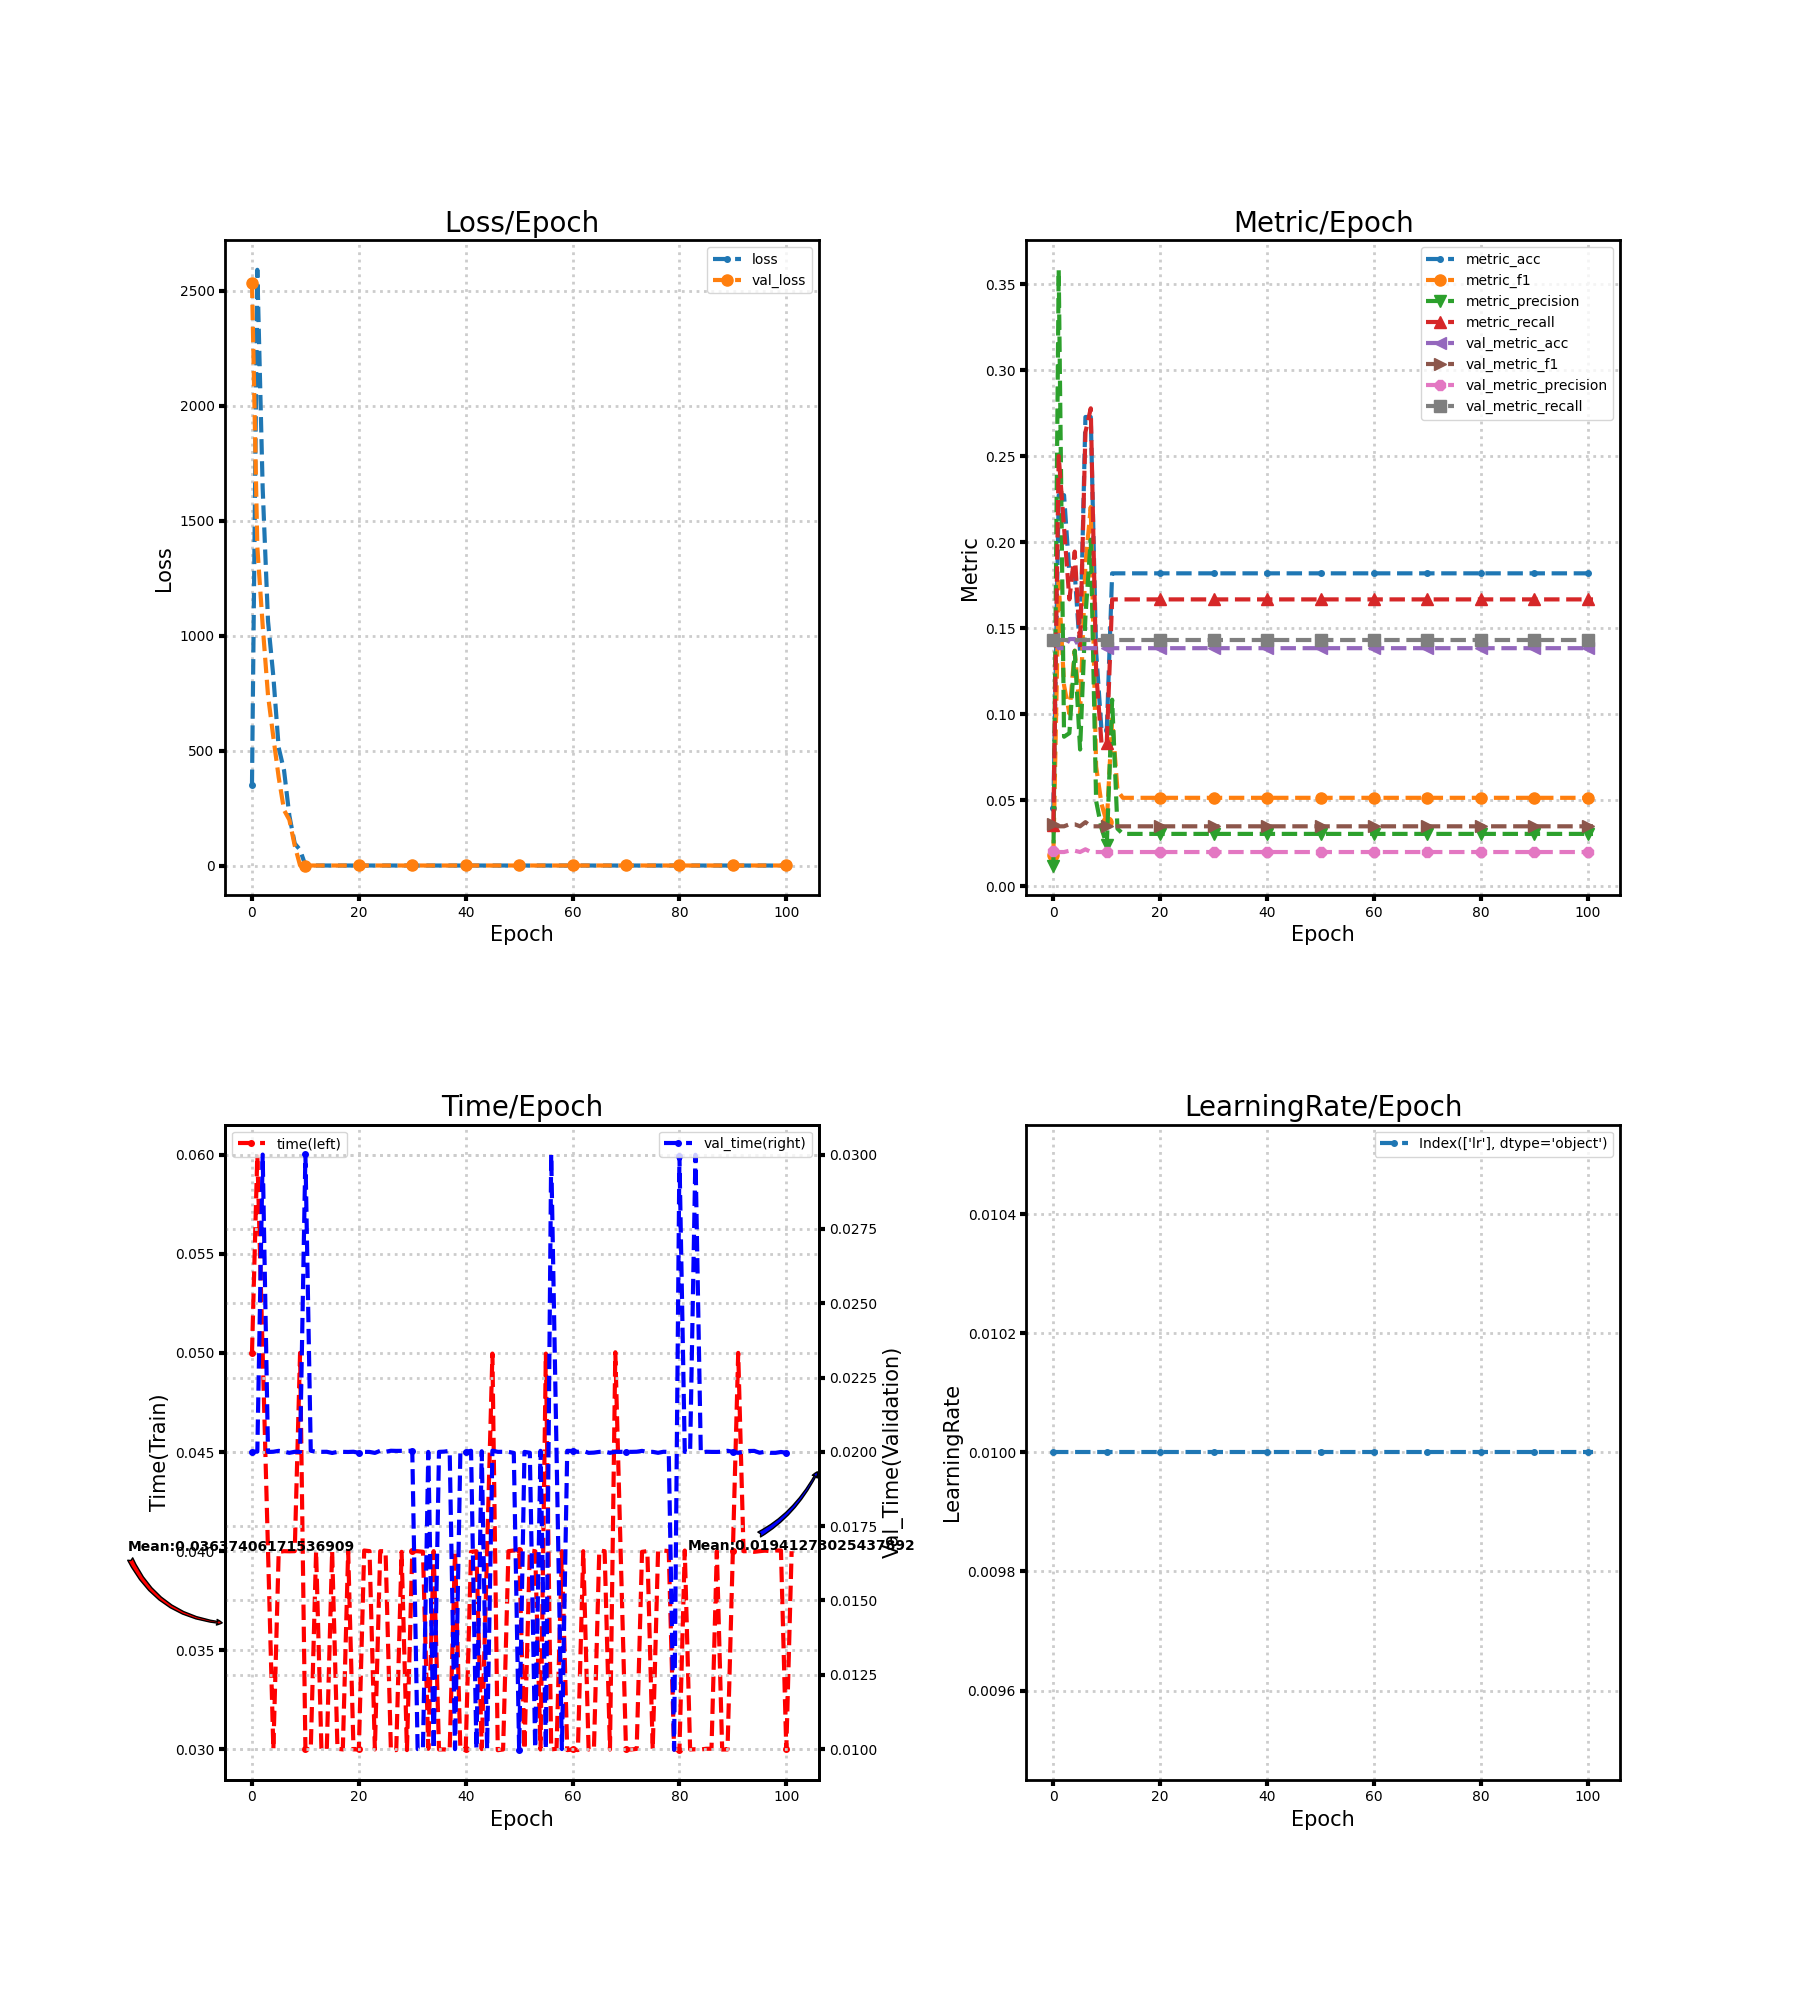 Loss/Epoch
2500
2000
1500
1000
500
0
0 20 40 60 80 100
Loss
Epoch
loss
val_loss
Metric/Epoch
0.35
0.30
0.25
0.20
0.15
0.10
0.05
0.00
0 20 40 60 80 100
Metric
Epoch
metric_acc
metric_f1
metric_precision
metric_recall
val_metric_acc
val_metric_f1
val_metric_precision
val_metric_recall
Time/Epoch
time(left)
val_time(right)
0.060
0.055
0.050
0.045
0.040
0.035
0.030
0.0300
0.0275
0.0250
0.0225
0.0200
0.0175
0.0150
0.0125
0.0100
Time(Train)
Val_Time(Validation)
Mean:0.03637406171536909
0 20 40 60 80 100
Epoch
LearningRate/Epoch
Index(['lr'], dtype='object')
0.0104
0.0102
0.0100
0.0098
0.0096
0 20 40 60 80 100
LearningRate
Epoch